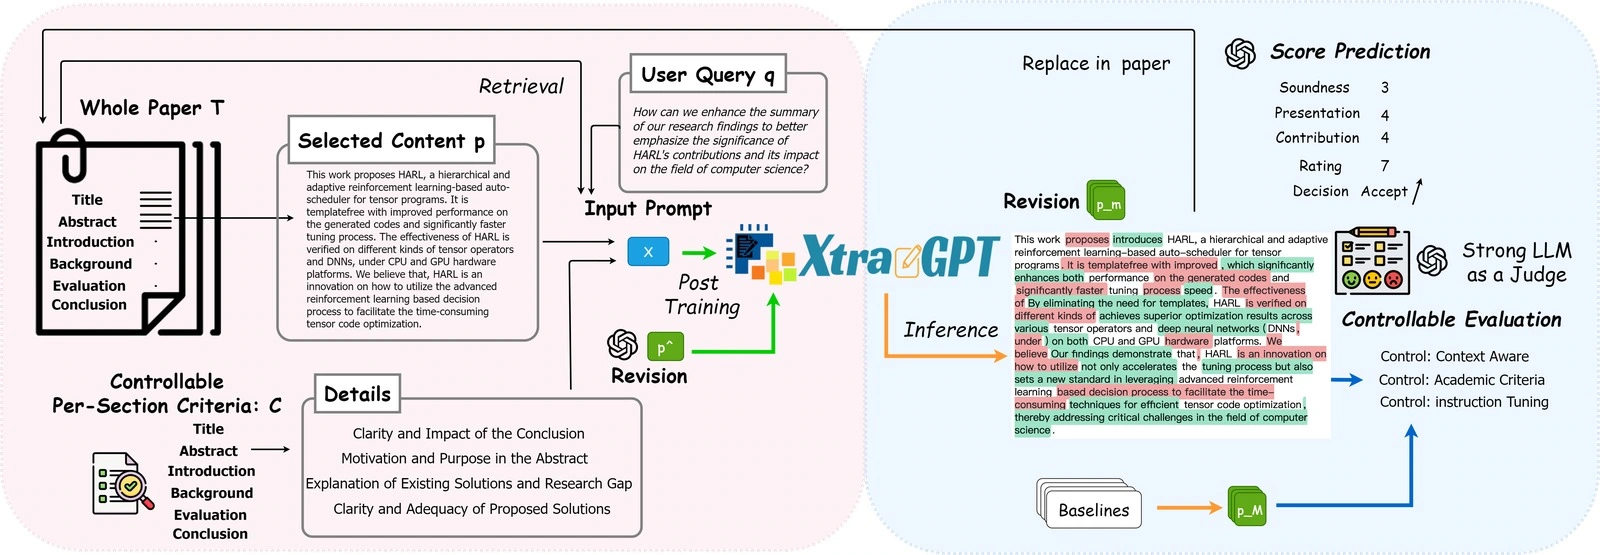 Whole Paper T
Title
Abstract
Introduction
Background
Evaluation
Conclusion
Retrieval
Selected Content p
This work proposes HARL, a hierarchical and
adaptive reinforcement learning-based auto-
scheduler for tensor programs. It is
templatefree with improved performance on
the generated codes and significantly faster
tuning process. The effectiveness of HARL is
verified on different kinds of tensor operators
and DNNs, under CPU and GPU hardware
platforms. We believe that, HARL is an
innovation on how to utilize the advanced
reinforcement learning based decision
process to facilitate the time-consuming
tensor code optimization.
User Query q
How can we enhance the summary
of our research findings to better
emphasize the significance of
HARL's contributions and its impact
on the field of computer science?
Input Prompt
X
Post
Training
XtraGPT
p^
Revision
Controllable
Per-Section Criteria: C
Title
Abstract
Introduction
Background
Evaluation
Conclusion
Details
Clarity and Impact of the Conclusion
Motivation and Purpose in the Abstract
Explanation of Existing Solutions and Research Gap
Clarity and Adequacy of Proposed Solutions
Inference
Replace in paper
Revision
p_m
This work proposes introduces HARL, a hierarchical and adaptive
reinforcement learning-based auto-scheduler for tensor
programs. It is templatefree with improved , which significantly
enhances both performance on the generated codes and
significantly faster tuning process speed. The effectiveness
of By eliminating the need for templates, HARL is verified on
different kinds of achieves superior optimization results across
various tensor operators and deep neural networks (DNNs,
under ) on both CPU and GPU hardware platforms. We
believe Our findings demonstrate that, HARL is an innovation on
how to utilize not only accelerates the tuning process but also
sets a new standard in leveraging advanced reinforcement
learning based decision process to facilitate the time-
consuming techniques for efficient tensor code optimization,
thereby addressing critical challenges in the field of computer
science.
Score Prediction
Soundness 3
Presentation 4
Contribution 4
Rating 7
Decision Accept
Strong LLM
as a Judge
Controllable Evaluation
Control: Context Aware
Control: Academic Criteria
Control: instruction Tuning
Baselines
p_M